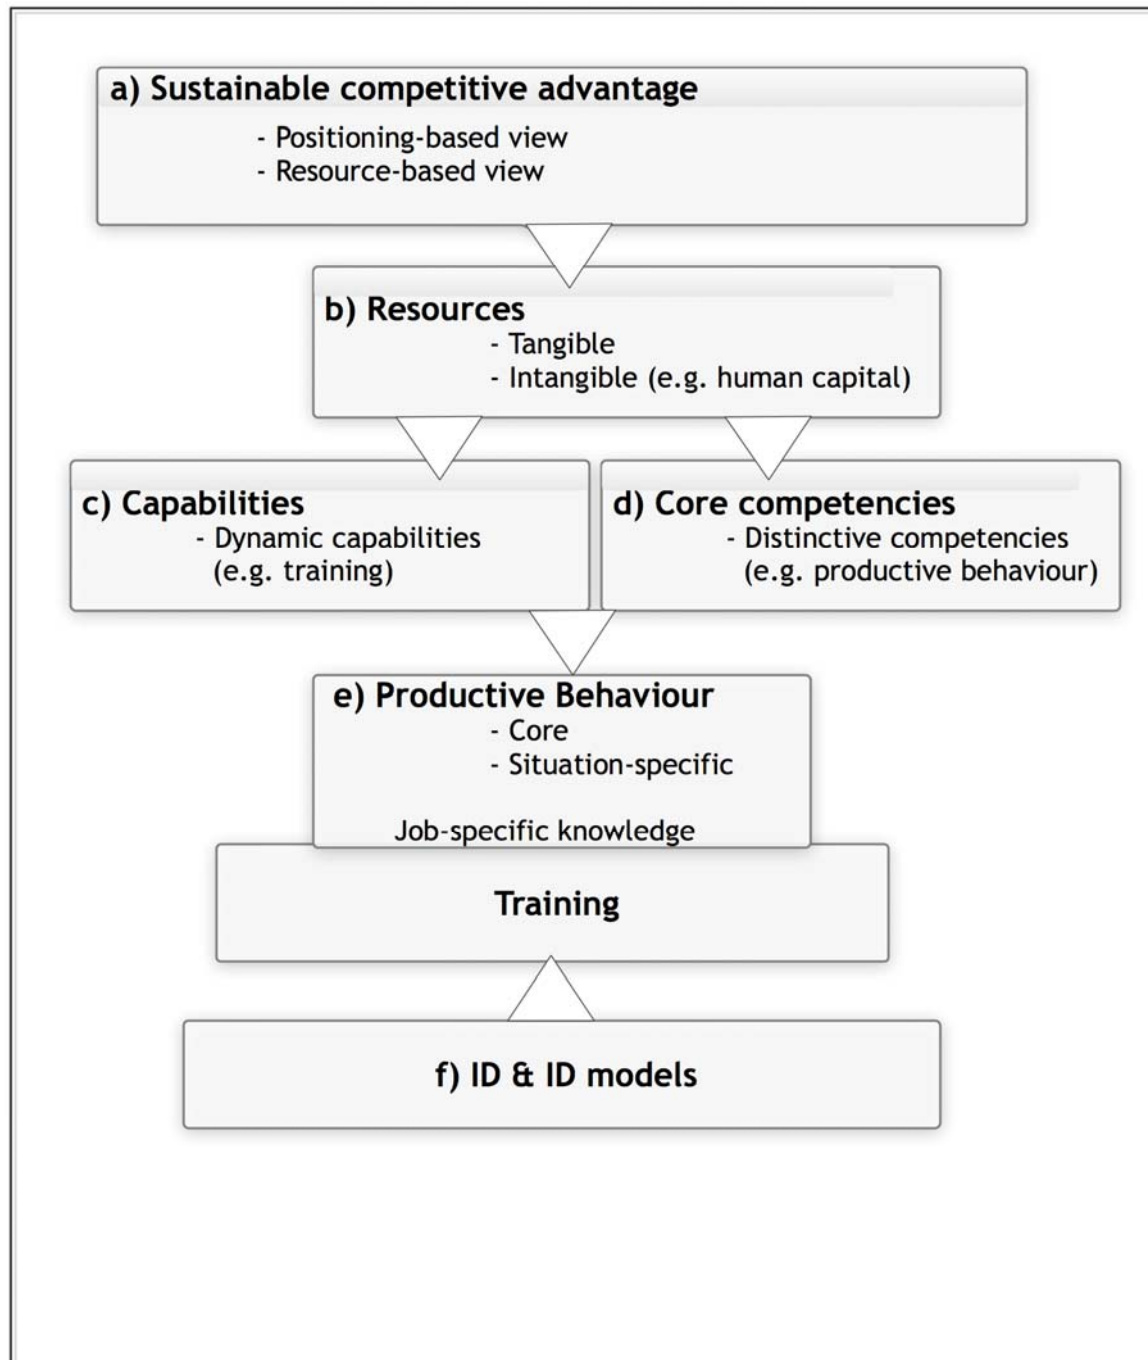 a) Sustainable competitive advantage
- Positioning-based view
- Resource-based view
b) Resources
- Tangible
- Intangible (e.g. human capital)
c) Capabilities
- Dynamic capabilities
(e.g. training)
d) Core competencies
- Distinctive competencies
(e.g. productive behaviour)
e) Productive Behaviour
- Core
- Situation-specific
Job-specific knowledge
Training
f) ID & ID models